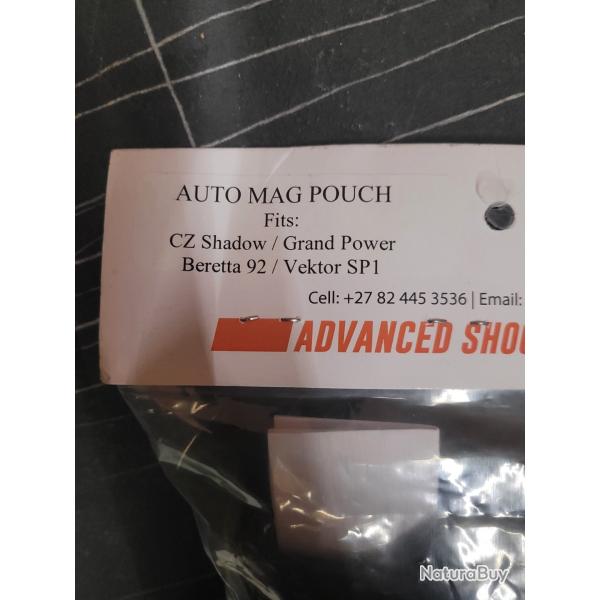 AUTO MAG POUCH
Fits:
CZ Shadow / Grand Power
Beretta 92 / Vektor SP1
Cell: +27 82 445 3536 | Email:
ADVANCED SHOO
NaturaBuy